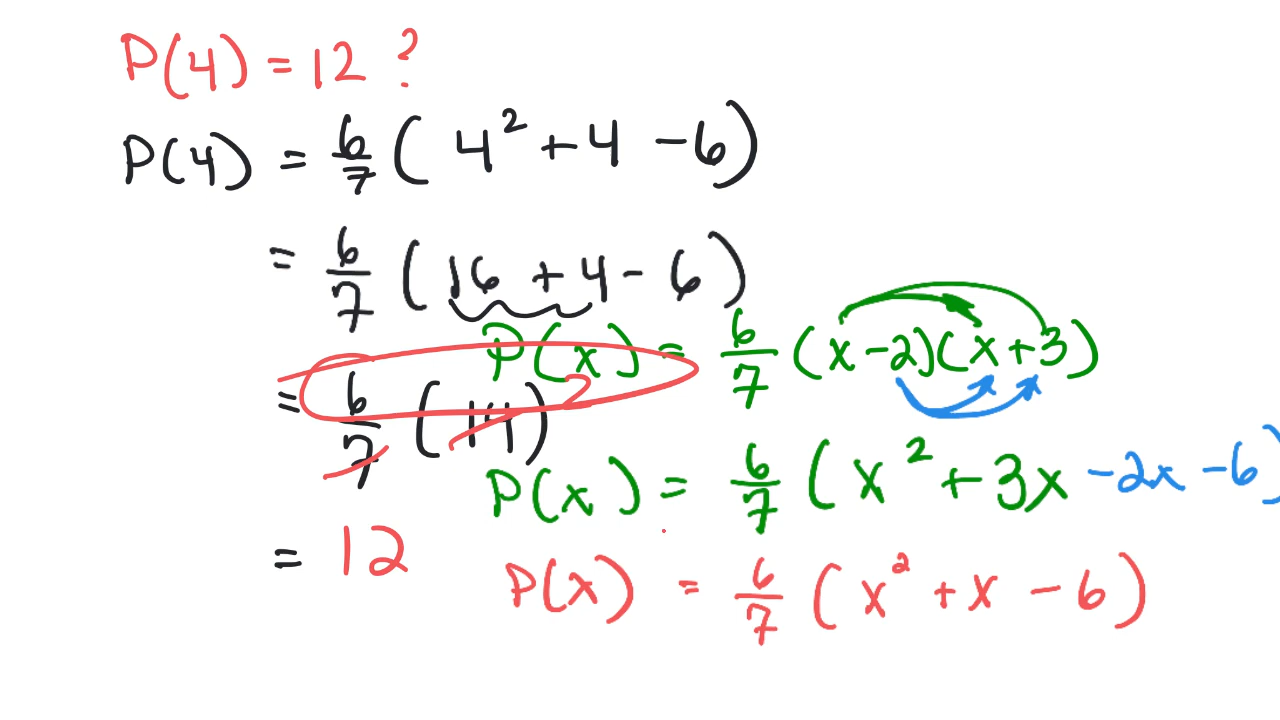 P(4) = 12 ?
P(4) = 6/7 ( 4² + 4 - 6)
= 6/7 ( 16 + 4 - 6 )
P(x) = 6/7 (x - 2)(x + 3)
= 6/7 ( 14 ) 2
P(x) = 6/7 ( x² + 3x - 2x - 6)
= 12
P(x) = 6/7 ( x² + x - 6 )